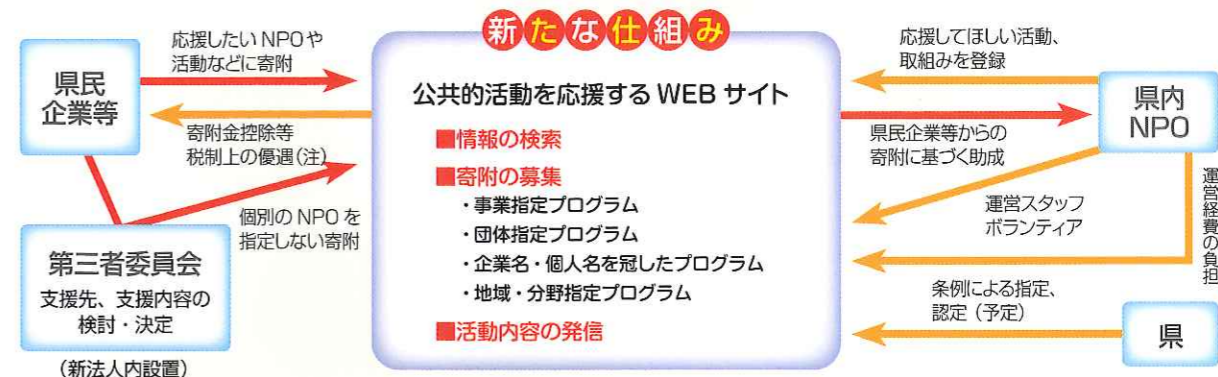 新たな仕組み
県民
企業等
応援したいNPOや
活動などに寄附
寄附金控除等
税制上の優遇(注)
個別のNPOを
指定しない寄附
第三者委員会
支援先、支援内容の
検討・決定
(新法人内設置)
公共的活動を応援するWEBサイト
■情報の検索
■寄附の募集
・事業指定プログラム
・団体指定プログラム
・企業名・個人名を冠したプログラム
・地域・分野指定プログラム
■活動内容の発信
応援してほしい活動、
取組みを登録
県民企業等からの
寄附に基づく助成
運営スタッフ
ボランティア
条例による指定、
認定(予定)
県内
NPO
運営経費の負担
県